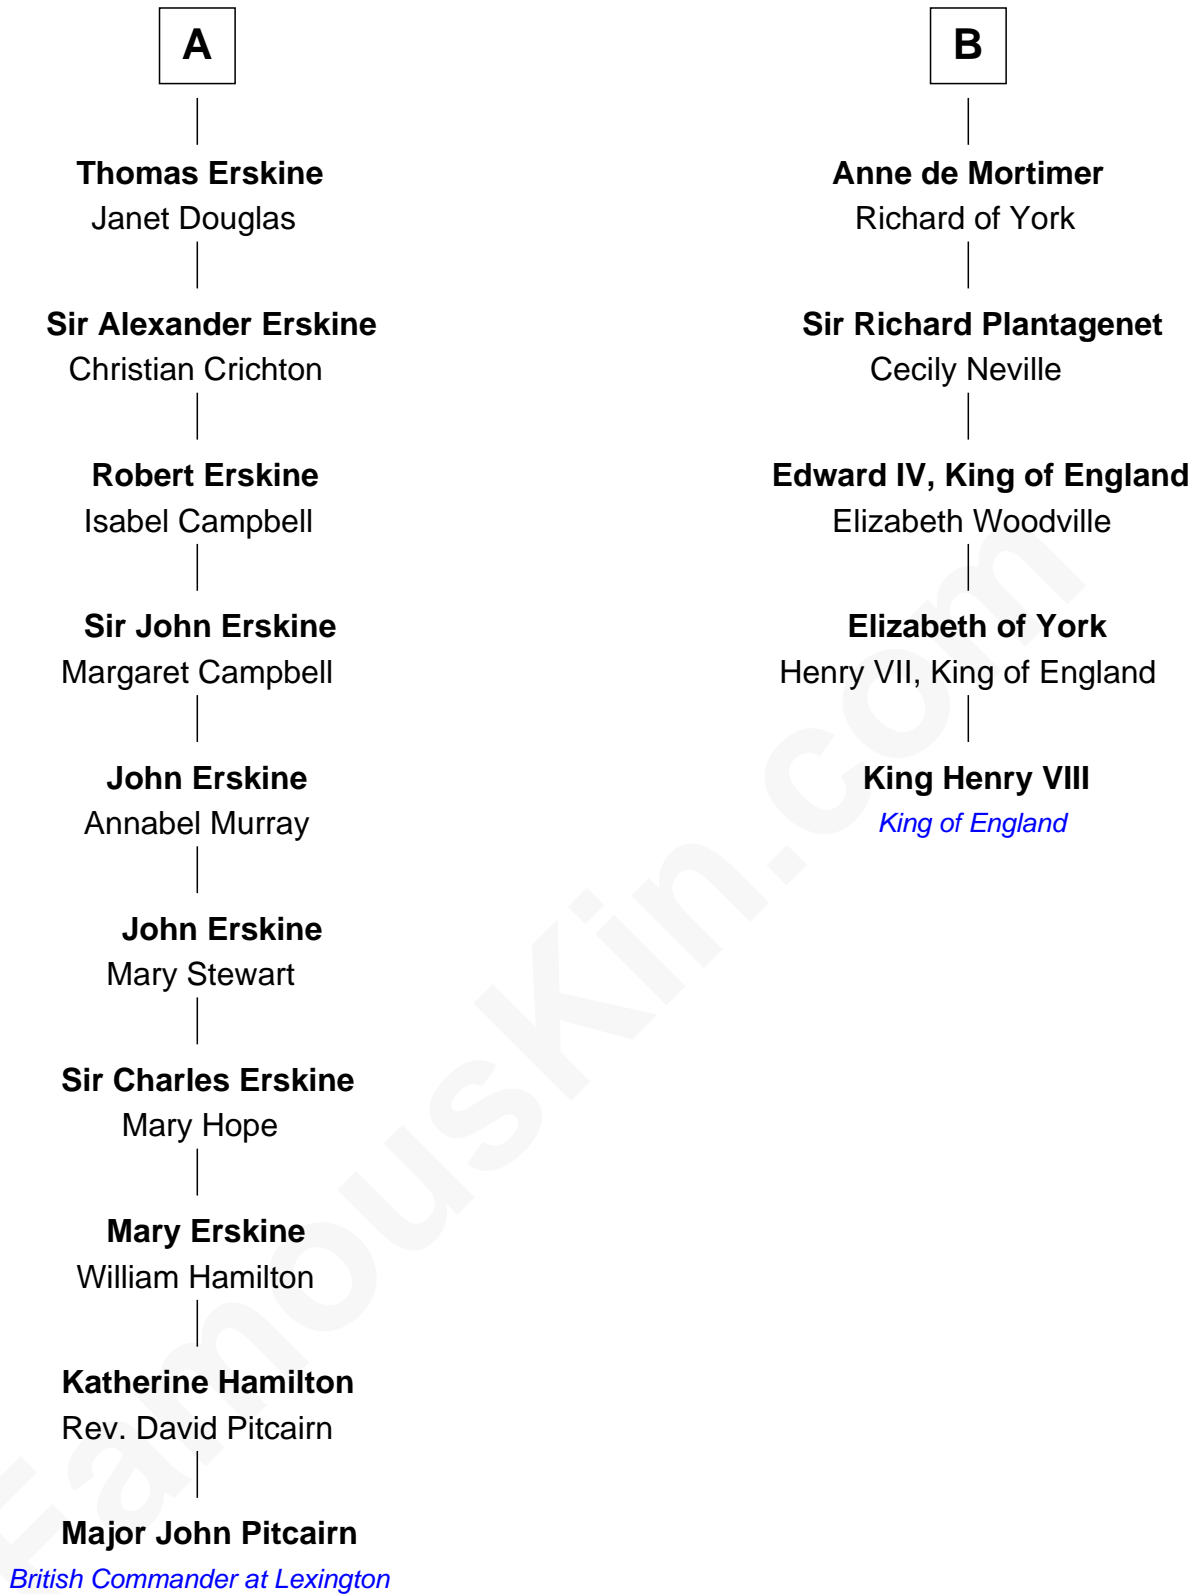 A
Thomas Erskine
Janet Douglas
Sir Alexander Erskine
Christian Crichton
Robert Erskine
Isabel Campbell
Sir John Erskine
Margaret Campbell
John Erskine
Annabel Murray
John Erskine
Mary Stewart
Sir Charles Erskine
Mary Hope
Mary Erskine
William Hamilton
Katherine Hamilton
Rev. David Pitcairn
Major John Pitcairn
British Commander at Lexington
B
Anne de Mortimer
Richard of York
Sir Richard Plantagenet
Cecily Neville
Edward IV, King of England
Elizabeth Woodville
Elizabeth of York
Henry VII, King of England
King Henry VIII
King of England
FamousKin.com